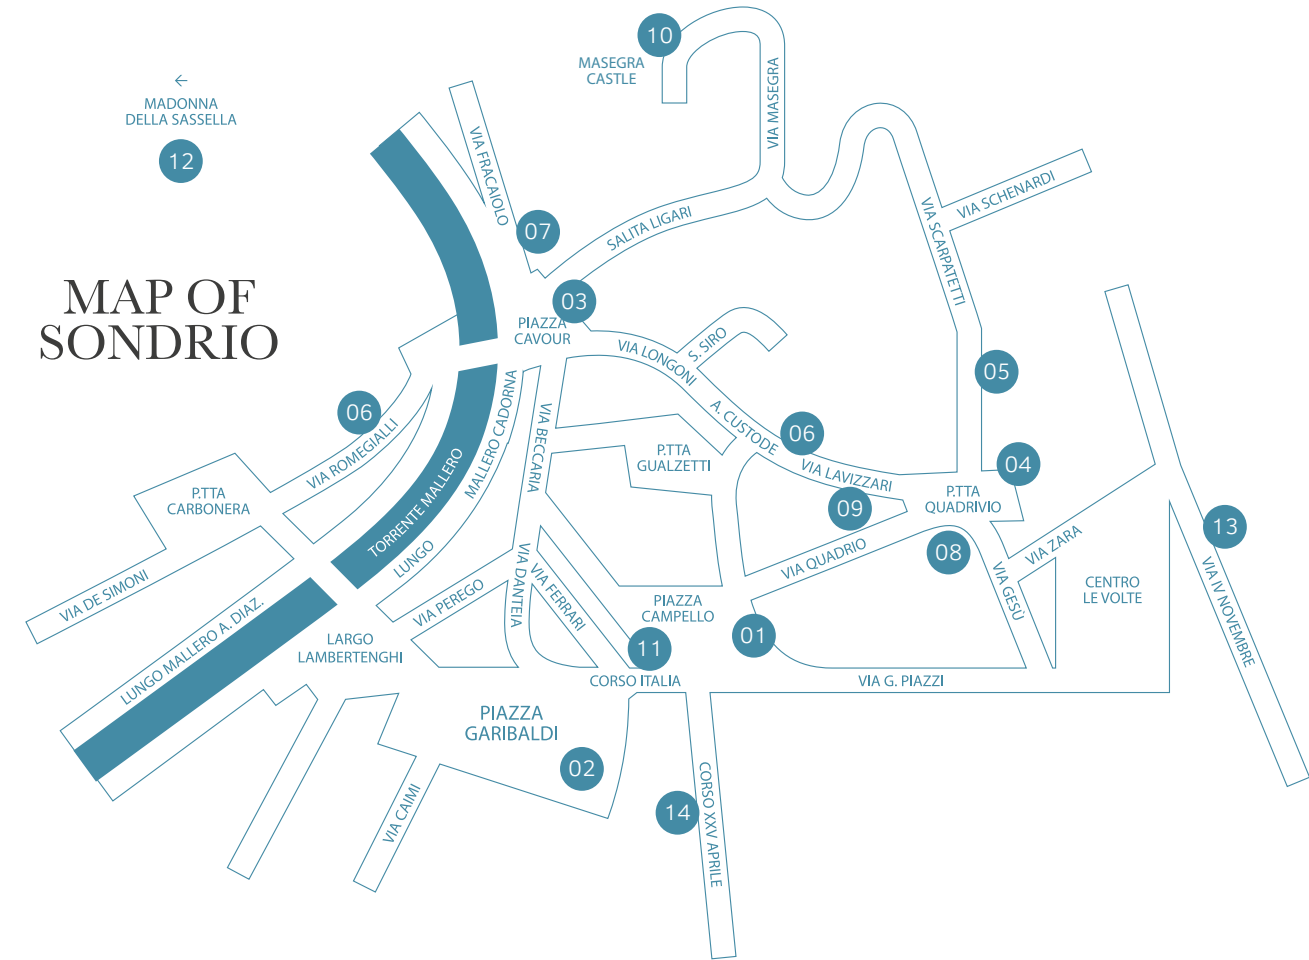 10
MASEGRA
CASTLE
←
MADONNA
DELLA SASSELLA
12
VIA MASEGRA
VIA FRACAIOLO
07
SALITA LIGARI
VIA SCHENARDI
VIA SCARPATETTI
MAP OF
SONDRIO
03
PIAZZA
CAVOUR
VIA LONGONI
S. SIRO
05
06
VIA ROMEGIALLI
MALLERO CADORNA
LUNGO
TORRENTE MALLERO
VIA BECCARIA
A. CUSTODE
06
P.TTA
GUALZETTI
VIA LAVIZZARI
04
P.TTA
QUADRIVIO
P.TTA
CARBONERA
09
08
VIA QUADRIO
VIA ZARA
13
VIA IV NOVEMBRE
VIA DE SIMONI
VIA PEREGO
VIA DANTEIA
VIA FERRARI
VIA GESÙ
CENTRO
LE VOLTE
PIAZZA
CAMPELLO
01
LUNGO MALLERO A. DIAZ.
LARGO
LAMBERTENGHI
11
CORSO ITALIA
VIA G. PIAZZI
PIAZZA
GARIBALDI
02
VIA CAIMI
14
CORSO XXV APRILE